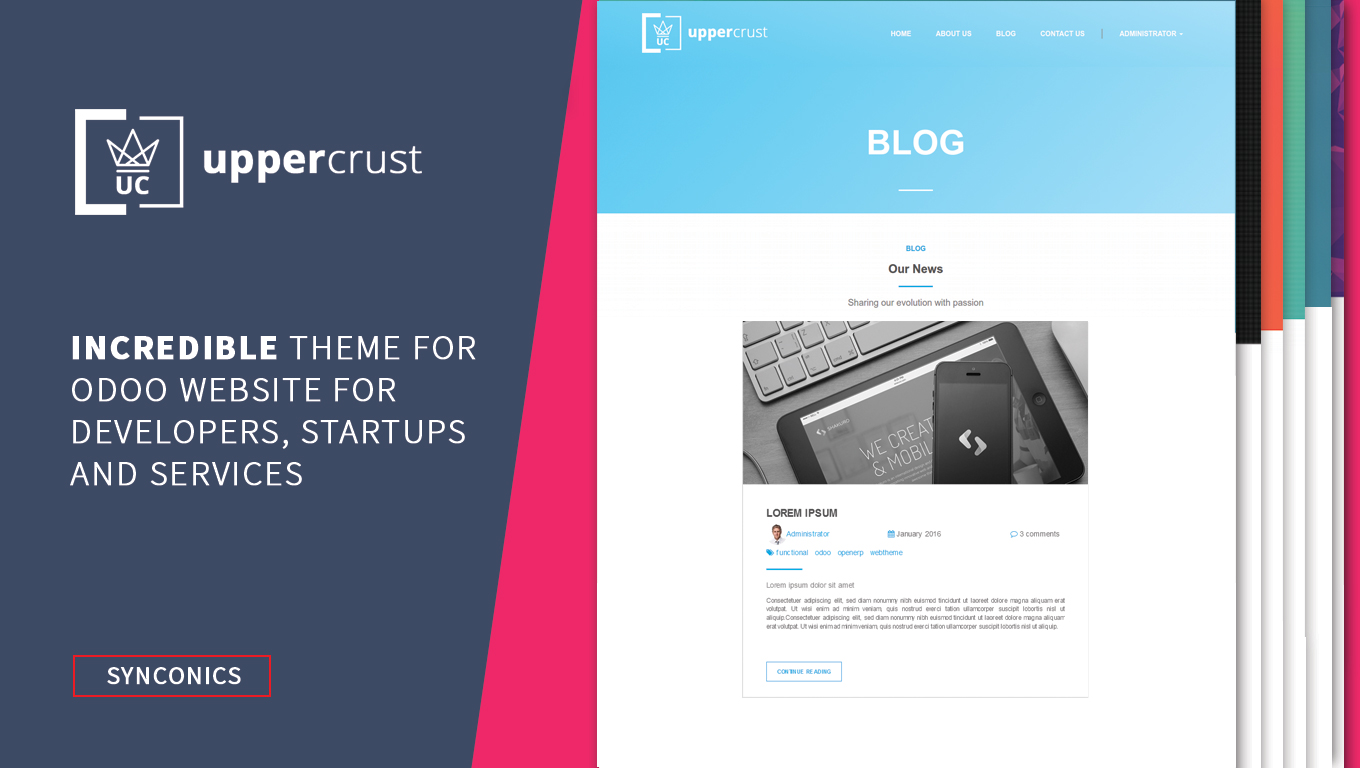 UC
uppercrust
INCREDIBLE THEME FOR
ODOO WEBSITE FOR
DEVELOPERS, STARTUPS
AND SERVICES
SYNCONICS
UC
uppercrust
HOME ABOUT US BLOG CONTACT US | ADMINISTRATOR
BLOG
BLOG
Our News
Sharing our evolution with passion
WE CREAT
& MOBIL
LOREM IPSUM
Administrator January 2016 3 comments
functional odoo openerp webtheme
Lorem ipsum dolor sit amet
Consectetuer adipiscing elit, sed diam nonummy nibh euismod tincidunt ut laoreet dolore magna aliquam erat
volutpat. Ut wisi enim ad minim veniam, quis nostrud exerci tation ullamcorper suscipit lobortis nisl ut
aliquip.Consectetuer adipiscing elit, sed diam nonummy nibh euismod tincidunt ut laoreet dolore magna aliquam
erat volutpat. Ut wisi enim ad minim veniam, quis nostrud exerci tation ullamcorper suscipit lobortis nisl ut aliquip.
CONTINUE READING